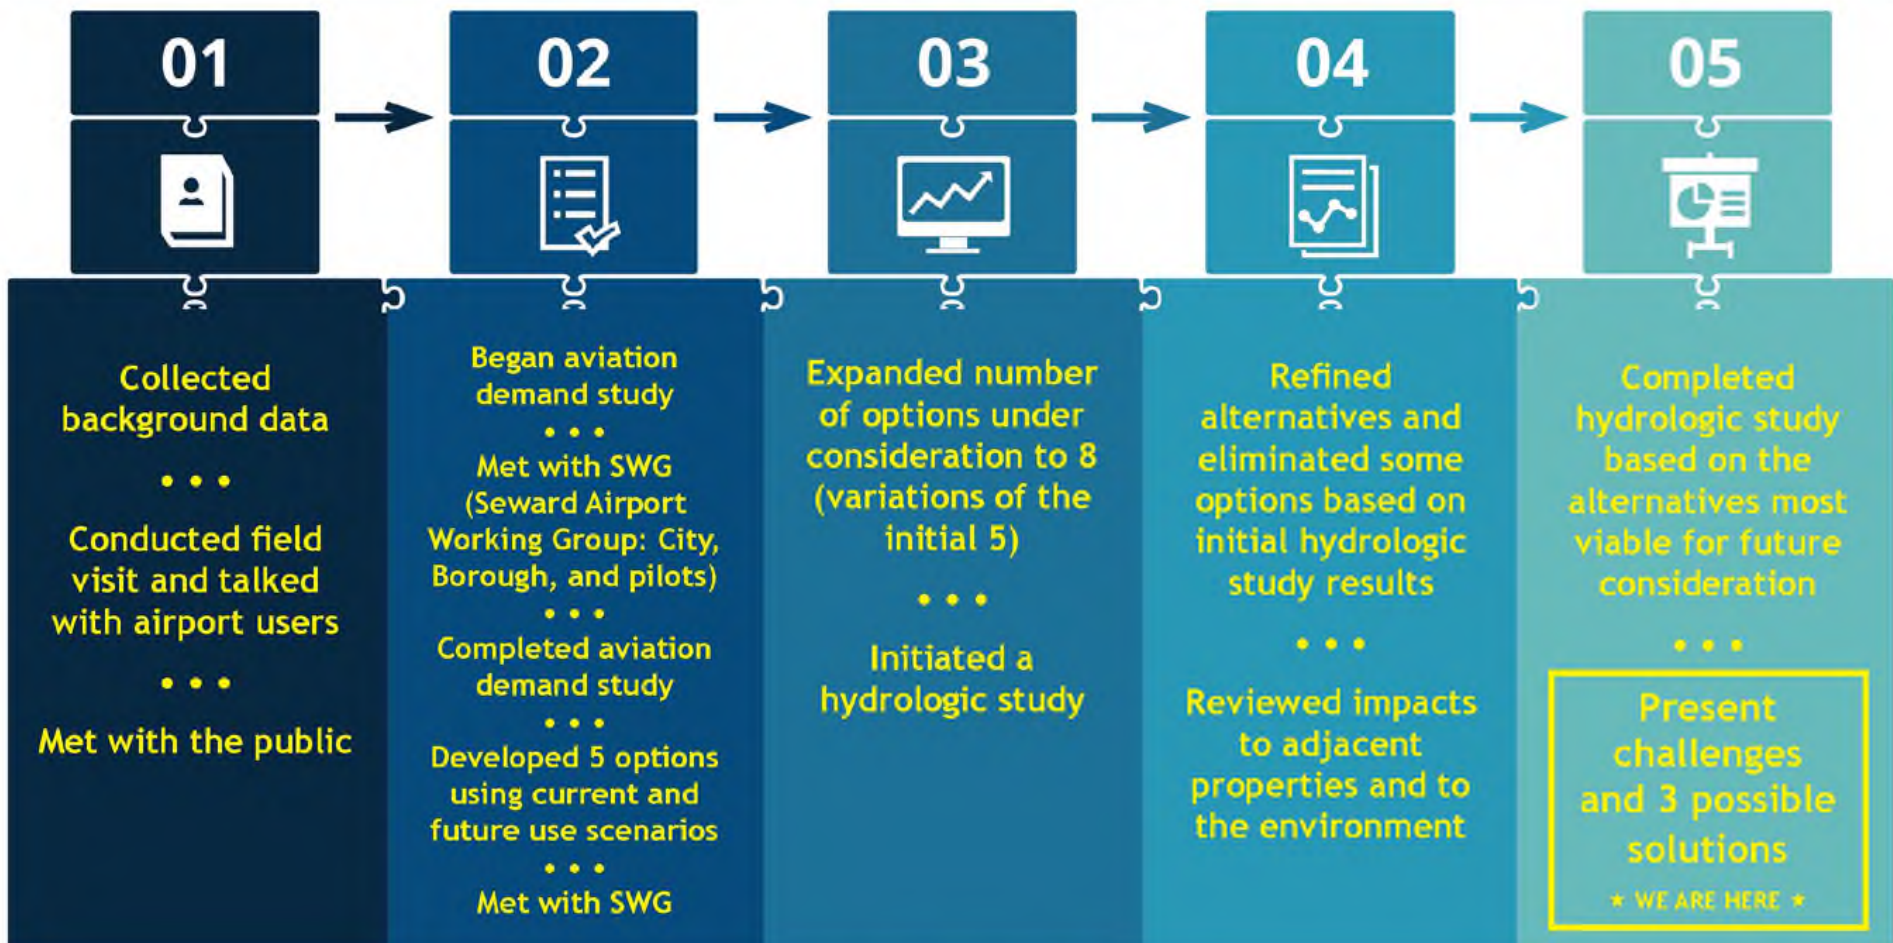 01
Collected
background data
• • •
Conducted field
visit and talked
with airport users
• • •
Met with the public
02
Began aviation
demand study
• • •
Met with SWG
(Seward Airport
Working Group: City,
Borough, and pilots)
• • •
Completed aviation
demand study
• • •
Developed 5 options
using current and
future use scenarios
• • •
Met with SWG
03
Expanded number
of options under
consideration to 8
(variations of the
initial 5)
• • •
Initiated a
hydrologic study
04
Refined
alternatives and
eliminated some
options based on
initial hydrologic
study results
• • •
Reviewed impacts
to adjacent
properties and to
the environment
05
Completed
hydrologic study
based on the
alternatives most
viable for future
consideration
• • •
Present
challenges
and 3 possible
solutions
★ WE ARE HERE ★